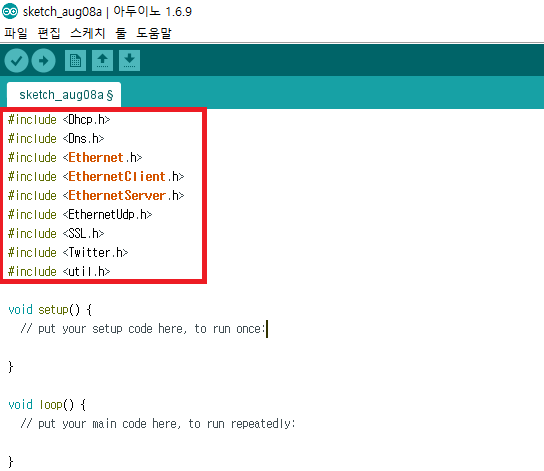 sketch_aug08a | 아두이노 1.6.9
파일 편집 스케치 툴 도움말
sketch_aug08a §
#include <Dhcp.h>
#include <Dns.h>
#include <Ethernet.h>
#include <EthernetClient.h>
#include <EthernetServer.h>
#include <EthernetUdp.h>
#include <SSL.h>
#include <Twitter.h>
#include <util.h>
void setup() {
// put your setup code here, to run once:
}
void loop() {
// put your main code here, to run repeatedly:
}